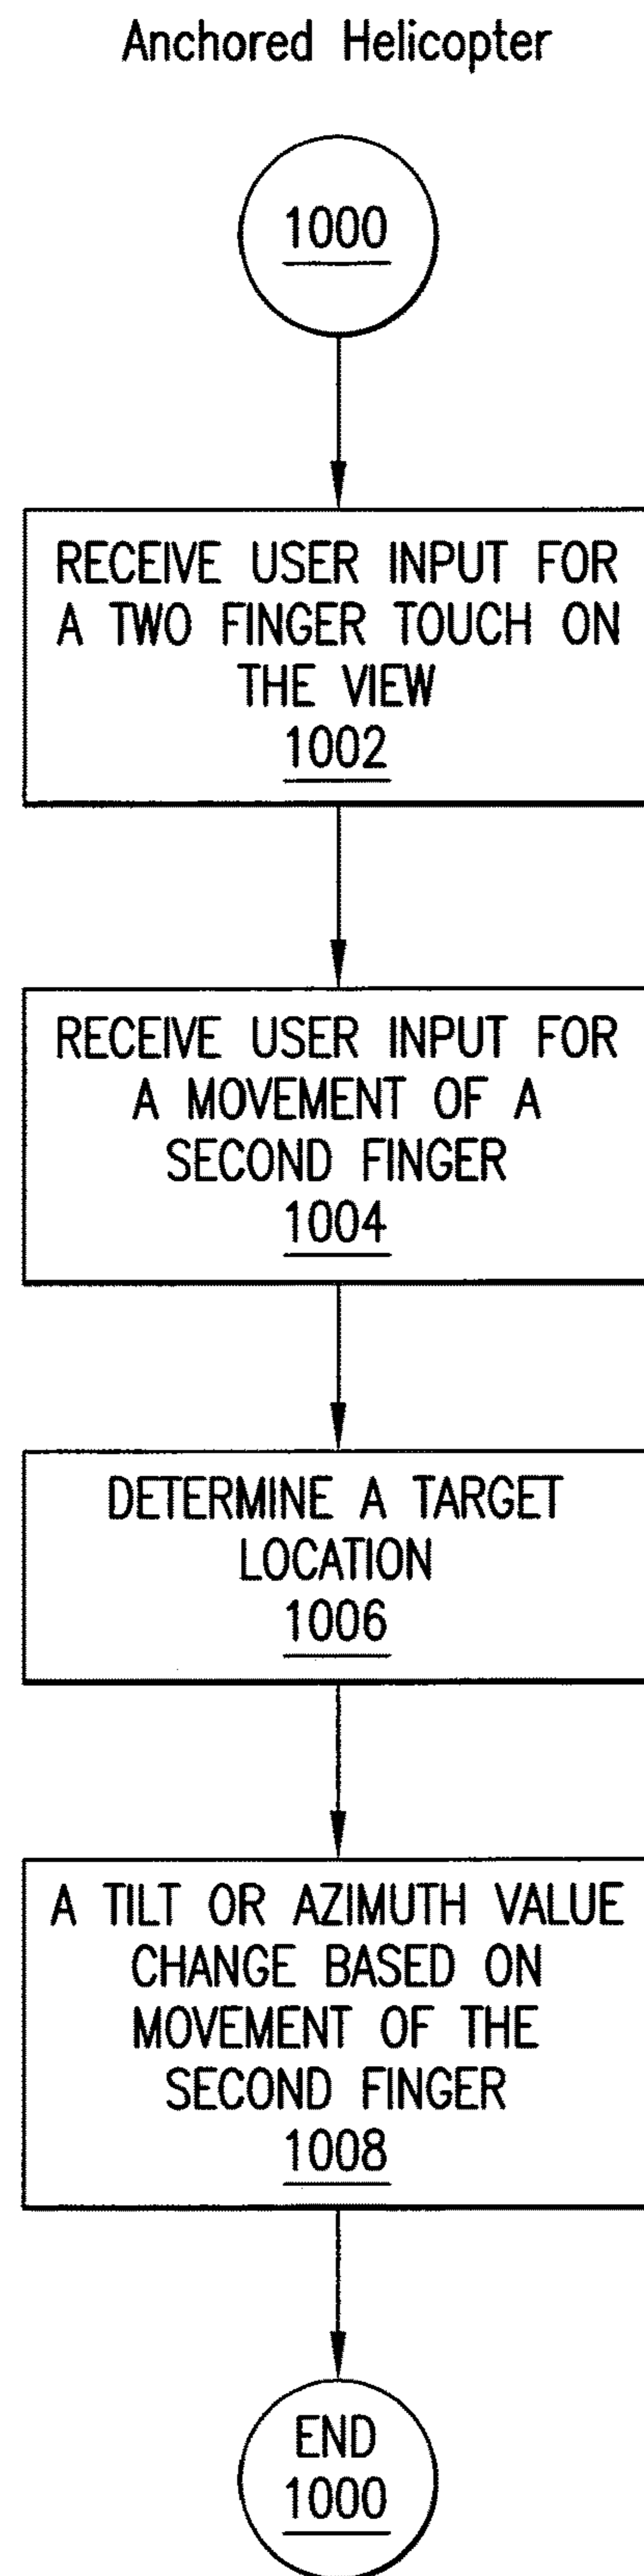 Anchored Helicopter
1000
RECEIVE USER INPUT FOR
A TWO FINGER TOUCH ON
THE VIEW
1002
RECEIVE USER INPUT FOR
A MOVEMENT OF A
SECOND FINGER
1004
DETERMINE A TARGET
LOCATION
1006
A TILT OR AZIMUTH VALUE
CHANGE BASED ON
MOVEMENT OF THE
SECOND FINGER
1008
END
1000